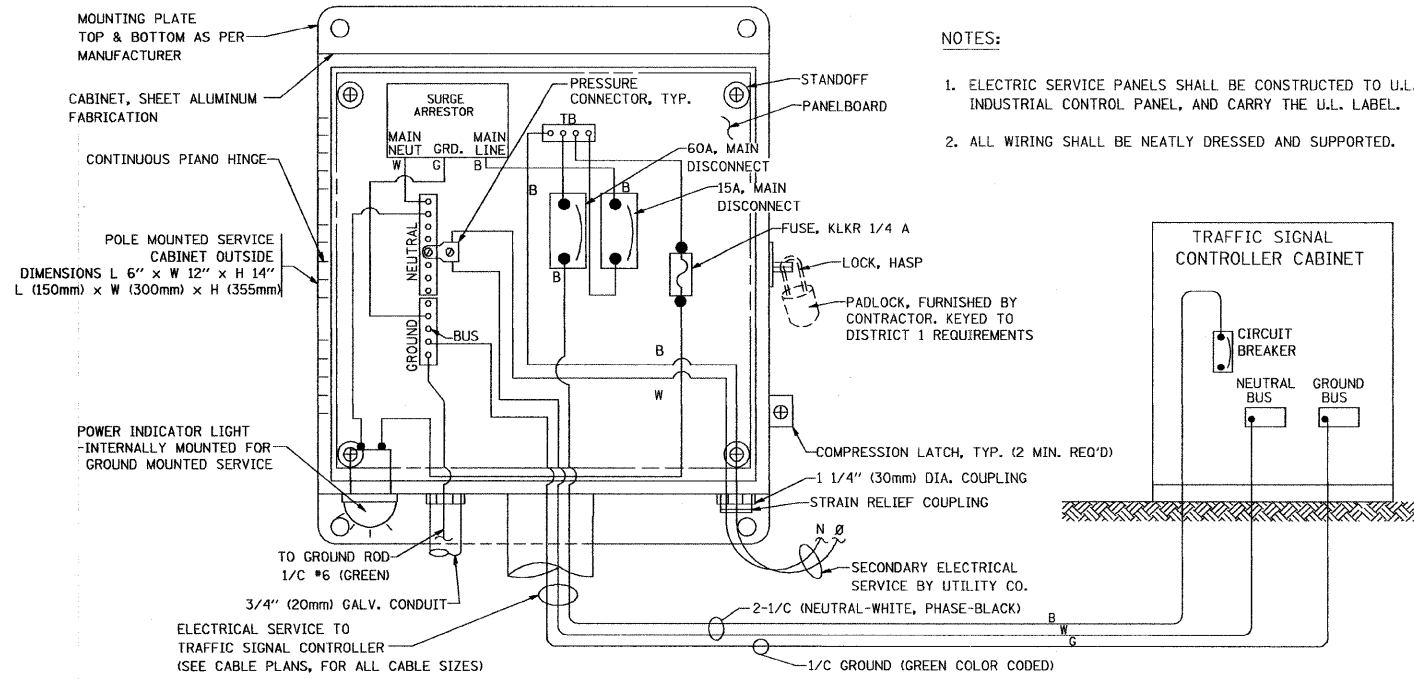 MOUNTING PLATE
TOP & BOTTOM AS PER
MANUFACTURER
CABINET, SHEET ALUMINUM
FABRICATION
CONTINUOUS PIANO HINGE
POLE MOUNTED SERVICE
CABINET OUTSIDE
DIMENSIONS L 6" x W 12" x H 14"
L (150mm) x W (300mm) x H (355mm)
POWER INDICATOR LIGHT
INTERNALLY MOUNTED FOR
GROUND MOUNTED SERVICE
SURGE
ARRESTOR
MAIN
NEUT
GRD.
MAIN
LINE
W
G
B
PRESSURE
CONNECTOR, TYP.
TB
STANDOFF
PANELBOARD
60A, MAIN
DISCONNECT
15A, MAIN
DISCONNECT
FUSE, KLKR 1/4 A
B
B
B
NEUTRAL
GROUND
BUS
B
W
LOCK, HASP
PADLOCK, FURNISHED BY
CONTRACTOR. KEYED TO
DISTRICT 1 REQUIREMENTS
COMPRESSION LATCH, TYP. (2 MIN. REQ'D)
1 1/4" (30mm) DIA. COUPLING
STRAIN RELIEF COUPLING
N Ø
SECONDARY ELECTRICAL
SERVICE BY UTILITY CO.
TO GROUND ROD
1/C #6 (GREEN)
3/4" (20mm) GALV. CONDUIT
ELECTRICAL SERVICE TO
TRAFFIC SIGNAL CONTROLLER
(SEE CABLE PLANS, FOR ALL CABLE SIZES)
2-1/C (NEUTRAL-WHITE, PHASE-BLACK)
B
W
G
1/C GROUND (GREEN COLOR CODED)
NOTES:
1. ELECTRIC SERVICE PANELS SHALL BE CONSTRUCTED TO U.L.
INDUSTRIAL CONTROL PANEL, AND CARRY THE U.L. LABEL.
2. ALL WIRING SHALL BE NEATLY DRESSED AND SUPPORTED.
TRAFFIC SIGNAL
CONTROLLER CABINET
CIRCUIT
BREAKER
NEUTRAL
BUS
GROUND
BUS